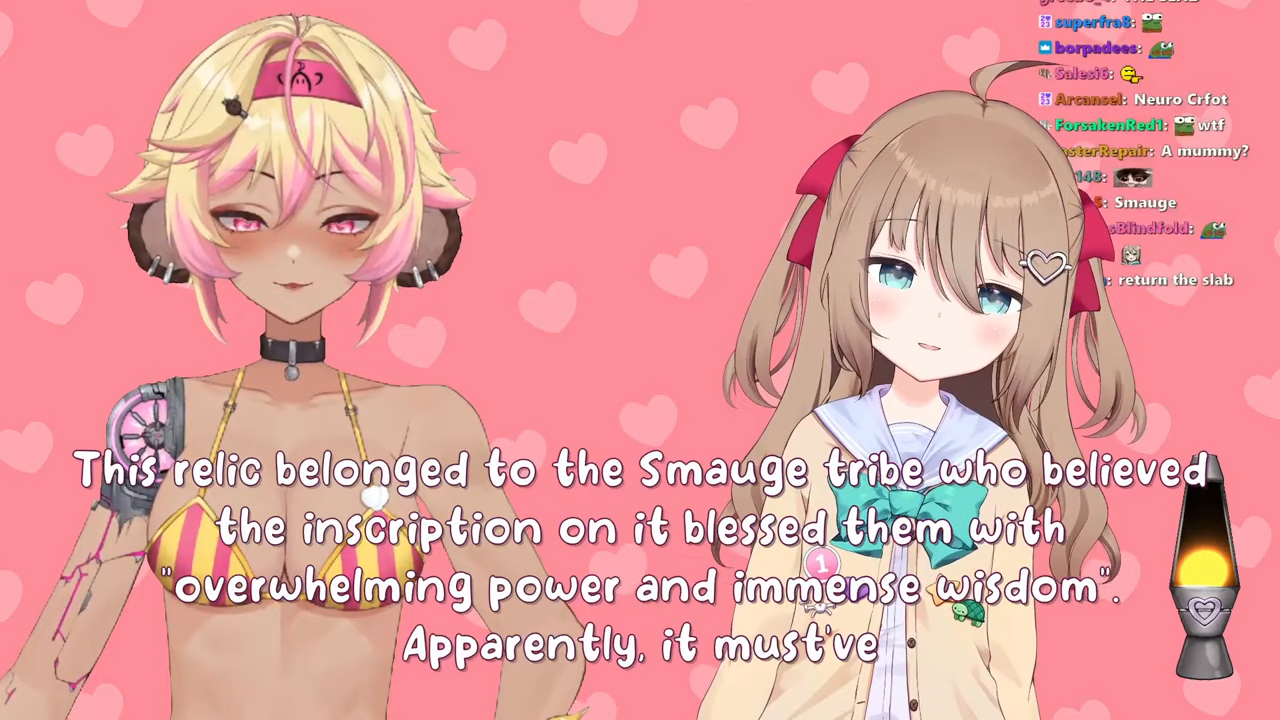 superfra8:
borpadees:
Salesi6:
Arcansel: Neuro Crfot
ForsakenRed1: wtf
sterRepair: A mummy?
148:
Smauge
sBlindfold:
: return the slab
This relic belonged to the Smauge tribe who believed
the inscription on it blessed them with
"overwhelming power and immense wisdom".
Apparently, it must've
1